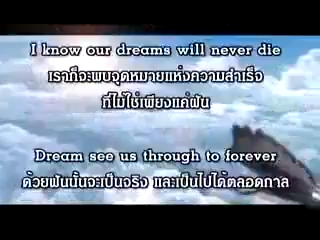 I know our dreams will never die
เราก็จะพบจุดหมายแห่งความสำเร็จ
ที่ไม่ใช่เพียงแค่ฝัน
Dream see us through to forever
ด้วยฝันนั้นจะเป็นจริง และเป็นไปได้ตลอดกาล